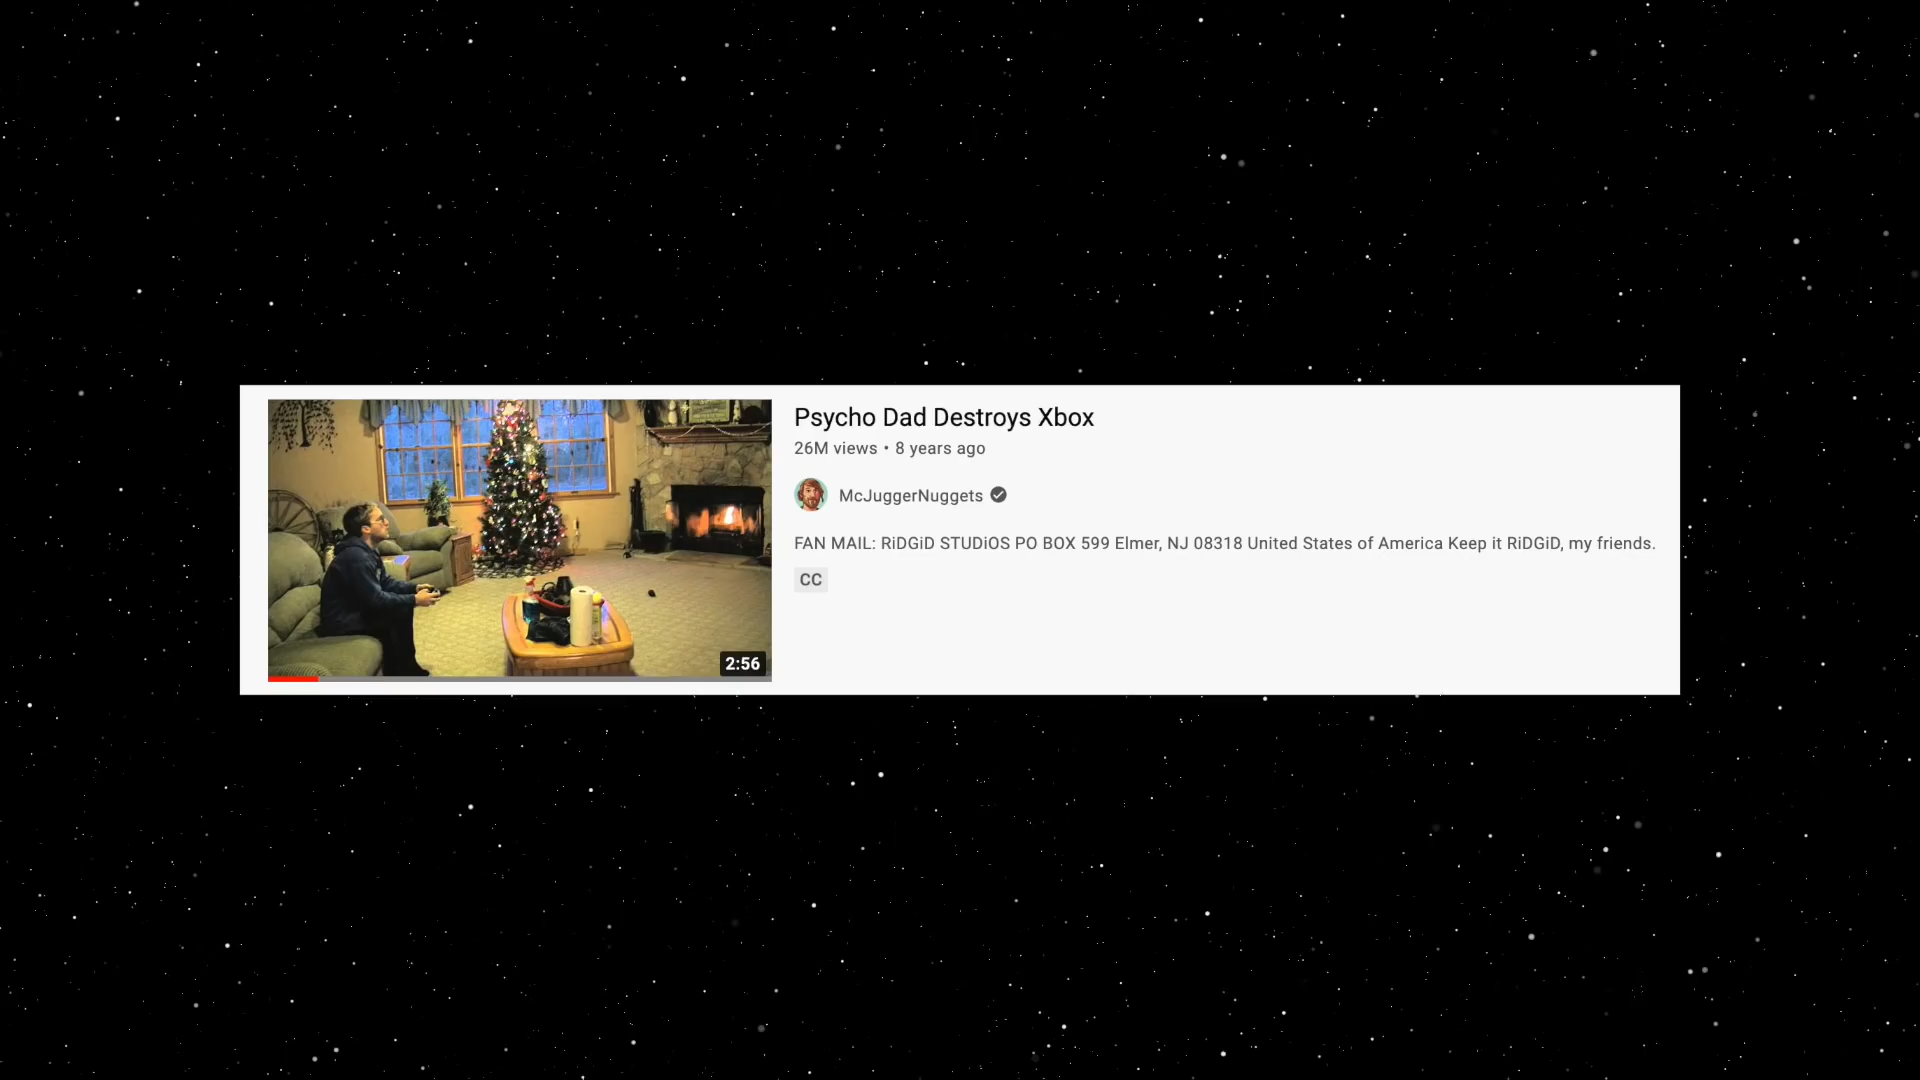 Psycho Dad Destroys Xbox
26M views • 8 years ago
McJuggerNuggets
FAN MAIL: RiDGiD STUDiOS PO BOX 599 Elmer, NJ 08318 United States of America Keep it RiDGiD, my friends.
CC
2:56